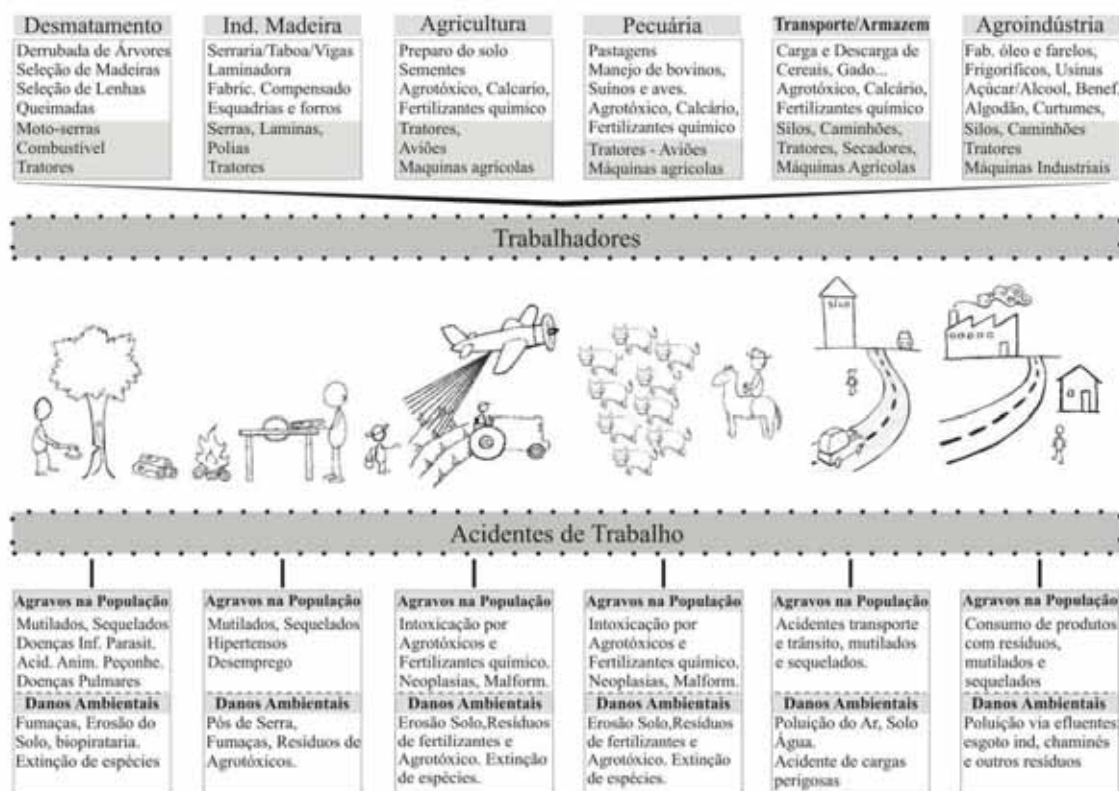 Desmatamento
Derrubada de Árvores
Seleção de Madeiras
Seleção de Lenhas
Queimadas
Moto-serras
Combustível
Tratores
Ind. Madeira
Serraria/Taboa/Vigas
Laminadora
Fabríc. Compensado
Esquadrias e forros
Serras, Laminas,
Polias
Tratores
Agricultura
Preparo do solo
Sementes
Agrotóxico, Calcarío,
Fertilizantes químico
Tratores,
Aviões
Maquinas agrícolas
Pecuária
Pastagens
Manejo de bovinos,
Suínos e aves.
Agrotóxico, Calcário,
Fertilizantes químico
Tratores - Aviões
Máquinas agrícolas
Transporte/Armazem
Carga e Descarga de
Cereais, Gado...
Agrotóxico, Calcário,
Fertilizantes químico
Silos, Caminhões,
Tratores, Secadores,
Máquinas Agrícolas
Agroindústria
Fab. óleo e farelos,
Frigoríficos, Usinas
Açúcar/Alcool, Benef.
Algodão, Curtumes,
Silos, Caminhões
Tratores
Máquinas Industriais
Trabalhadores
SILO
Acidentes de Trabalho
Agravos na População
Mutilados, Sequelados
Doenças Inf. Parasit.
Acid. Anim. Peçonhe.
Doenças Pulmares
Danos Ambientais
Fumaças, Erosão do
Solo, biopirataria.
Extinção de espécies
Agravos na População
Mutilados, Sequelados
Hipertensos
Desemprego
Danos Ambientais
Pós de Serra,
Fumaças, Resíduos de
Agrotóxicos.
Agravos na População
Intoxicação por
Agrotóxicos e
Fertilizantes químico.
Neoplasias, Malform.
Danos Ambientais
Erosão Solo,Resíduos
de fertilizantes e
Agrotóxico. Extinção
de espécies.
Agravos na População
Intoxicação por
Agrotóxicos e
Fertilizantes químico.
Neoplasias, Malform.
Danos Ambientais
Erosão Solo,Resíduos
de fertilizantes e
Agrotóxico. Extinção
de espécies.
Agravos na População
Acidentes transporte
e trânsito, mutilados
e sequelados.
Danos Ambientais
Poluição do Ar, Solo
Água.
Acidente de cargas
perigosas
Agravos na População
Consumo de produtos
com resíduos,
mutilados e
sequelados
Danos Ambientais
Poluição via efluentes,
esgoto ind, chaminés
e outros resíduos